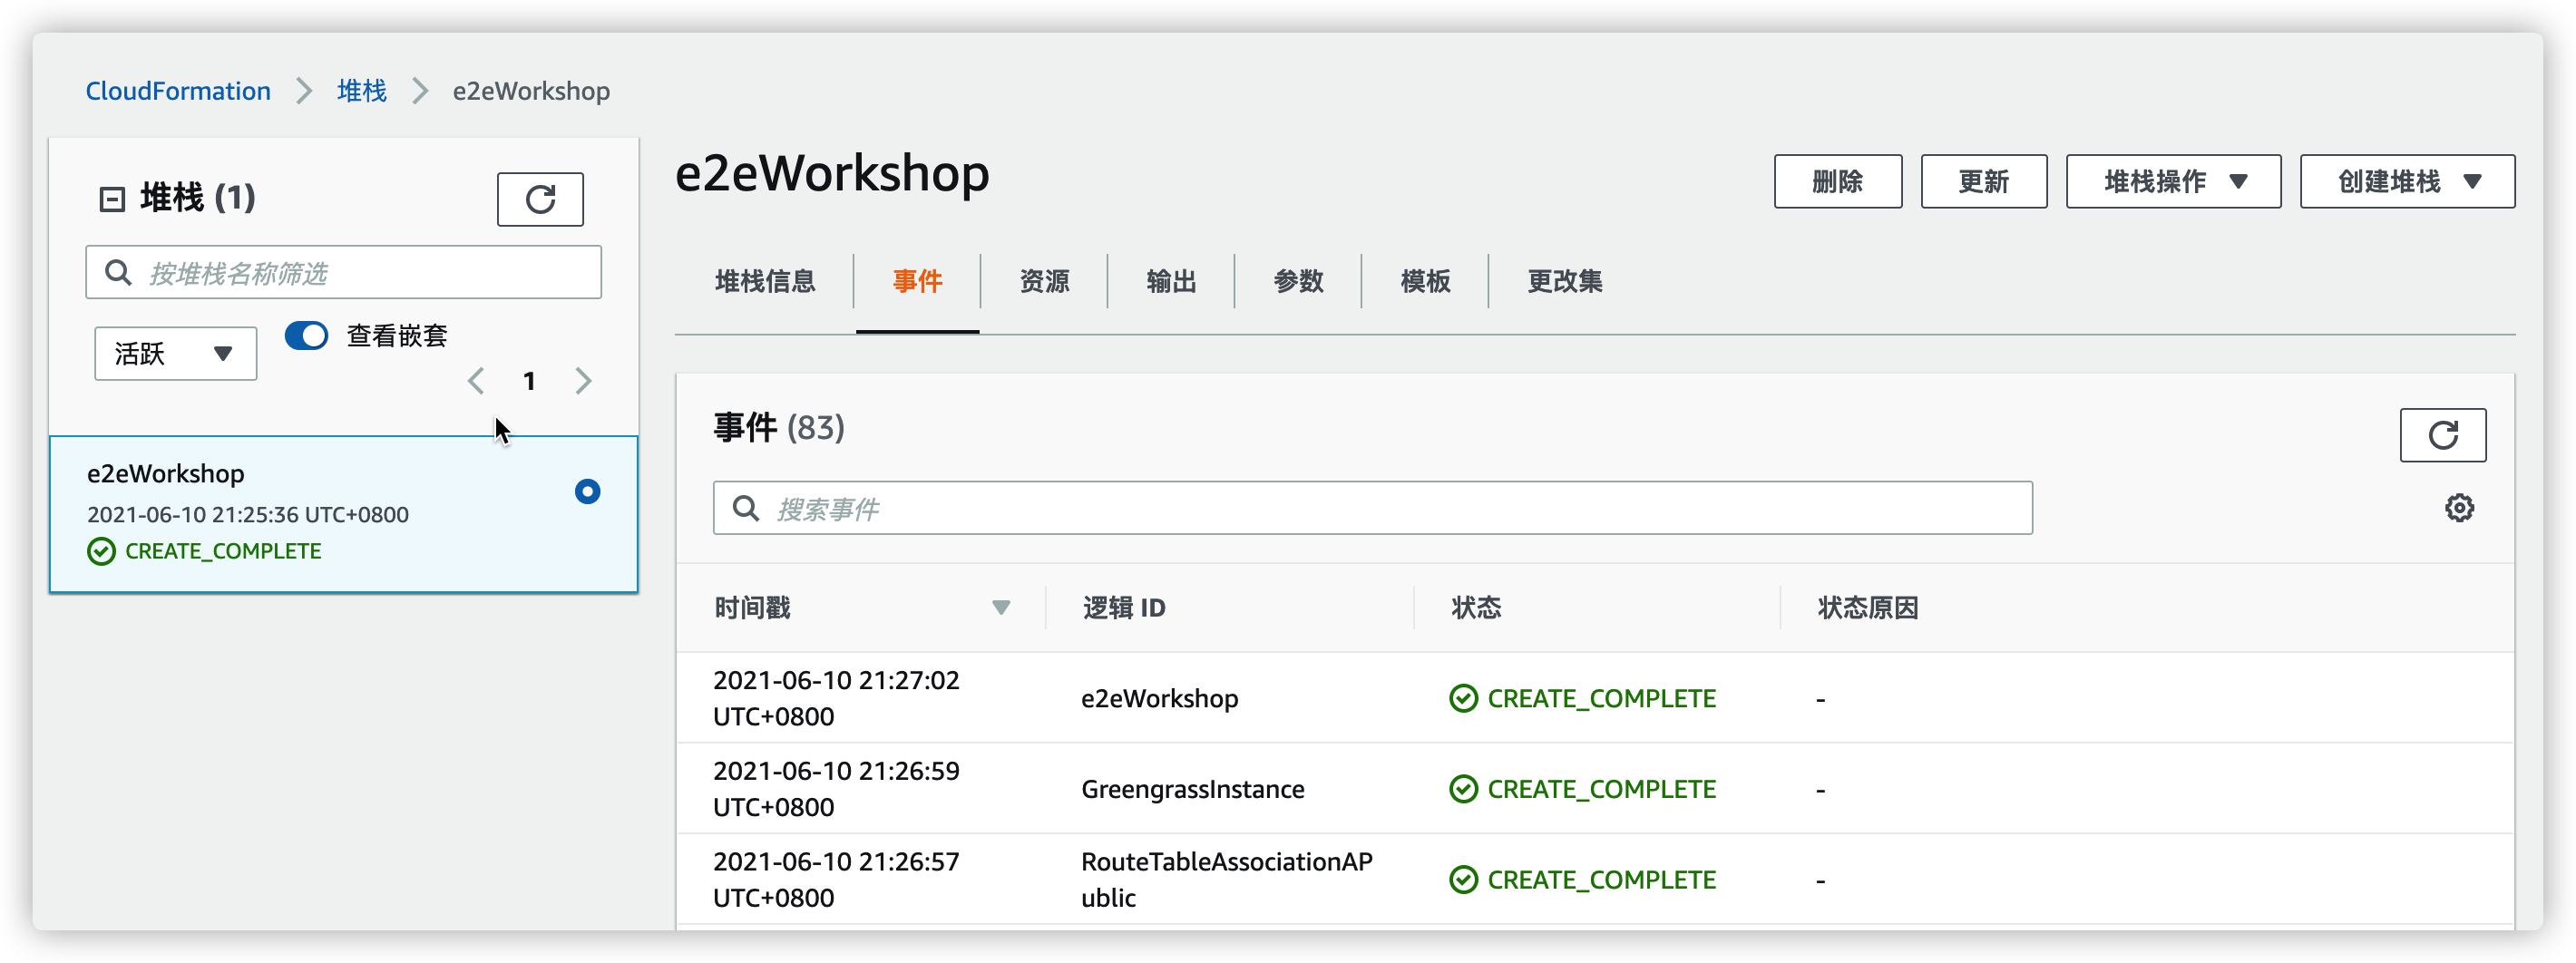 CloudFormation > 堆栈 > e2eWorkshop
堆栈 (1)
按堆栈名称筛选
活跃
查看嵌套
1
e2eWorkshop
2021-06-10 21:25:36 UTC+0800
CREATE_COMPLETE
e2eWorkshop
删除
更新
堆栈操作
创建堆栈
堆栈信息
事件
资源
输出
参数
模板
更改集
事件 (83)
搜索事件
时间戳
逻辑 ID
状态
状态原因
2021-06-10 21:27:02
UTC+0800
e2eWorkshop
CREATE_COMPLETE
-
2021-06-10 21:26:59
UTC+0800
GreengrassInstance
CREATE_COMPLETE
-
2021-06-10 21:26:57
UTC+0800
RouteTableAssociationAP
ublic
CREATE_COMPLETE
-